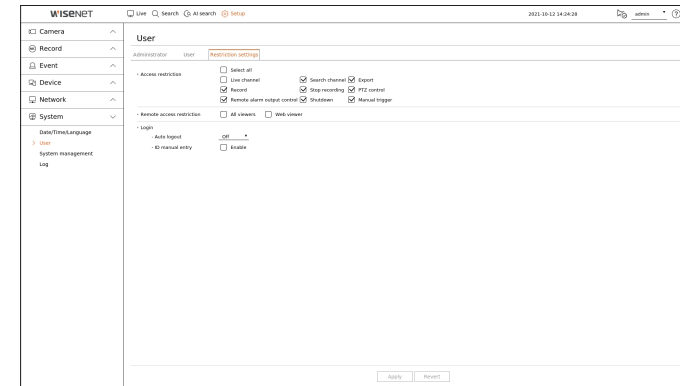 WISENET
Live Search AI search Setup 2021-10-12 14:24:28 admin ?
Camera
Record
Event
Device
Network
System
Date/Time/Language
> User
System management
Log
User
Administrator User Restriction settings
• Access restriction
Select all
Live channel Search channel Export
Record Stop recording PTZ control
Remote alarm output control Shutdown Manual trigger
• Remote access restriction All viewers Web viewer
• Login
• Auto logout Off
• ID manual entry Enable
Apply Revert